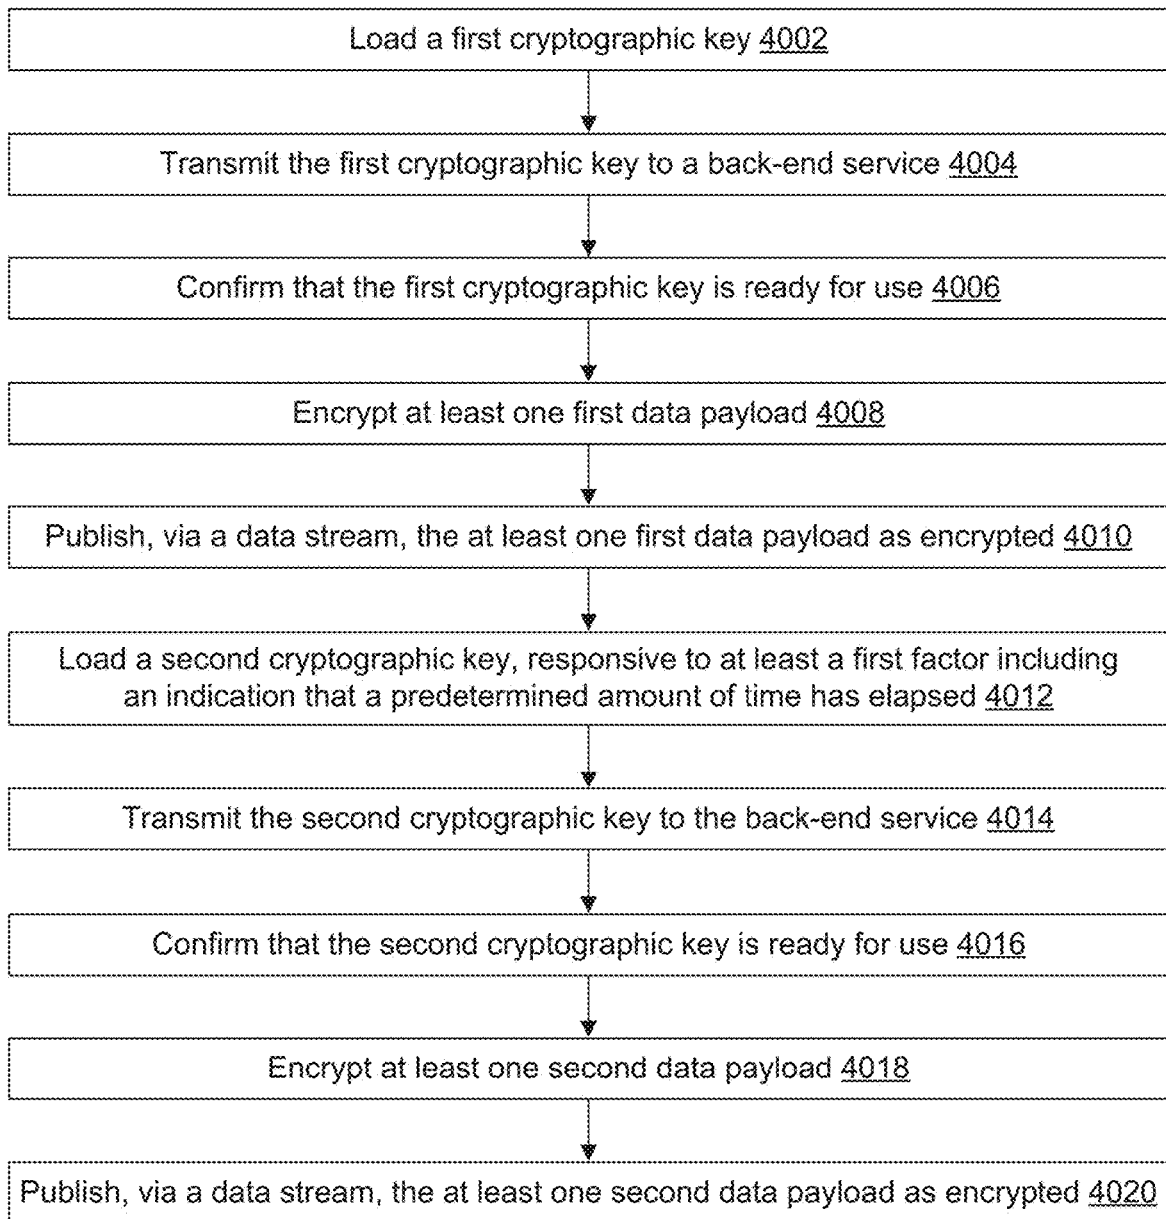 Load a first cryptographic key 4002
Transmit the first cryptographic key to a back-end service 4004
Confirm that the first cryptographic key is ready for use 4006
Encrypt at least one first data payload 4008
Publish, via a data stream, the at least one first data payload as encrypted 4010
Load a second cryptographic key, responsive to at least a first factor including
an indication that a predetermined amount of time has elapsed 4012
Transmit the second cryptographic key to the back-end service 4014
Confirm that the second cryptographic key is ready for use 4016
Encrypt at least one second data payload 4018
Publish, via a data stream, the at least one second data payload as encrypted 4020